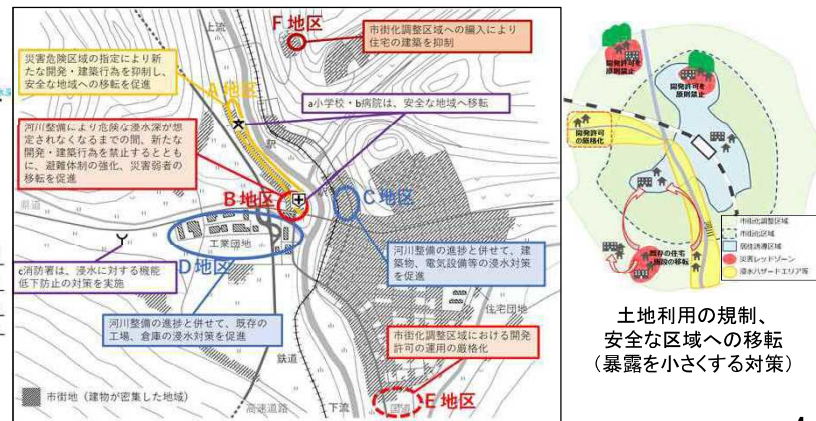 上流
F地区
市街化調整区域への編入により
住宅の建築を抑制
災害危険区域の指定により新
たな開発・建築行為を抑制し、
安全な地域への移転を促進
A地区
a小学校・b病院は、安全な地域へ移転
駅
河川整備により危険な浸水深が想
定されなくなるまでの間、新たな
開発・建築行為を禁止するととも
に、避難体制の強化、災害弱者の
移転を促進
県道
B地区
C地区
工業団地
D地区
河川整備の進捗と併せて、建
築物、電気設備等の浸水対策
を促進
c消防署は、浸水に対する機能
低下防止の対策を実施
住宅団地
河川整備の進捗と併せて、既存の
工場、倉庫の浸水対策を促進
市街化調整区域における開発
許可の運用の厳格化
鉄道
市街地（建物が密集した地域）
高速道路
下流
国道
E地区
開発許可を
原則禁止
開発許可を
原則禁止
開発許可
の厳格化
河川
既存の住宅
施設の移転
市街化調整区域
市街化区域
居住誘導区域
災害レッドゾーン
浸水ハザードエリア等
土地利用の規制、
安全な区域への移転
（暴露を小さくする対策）